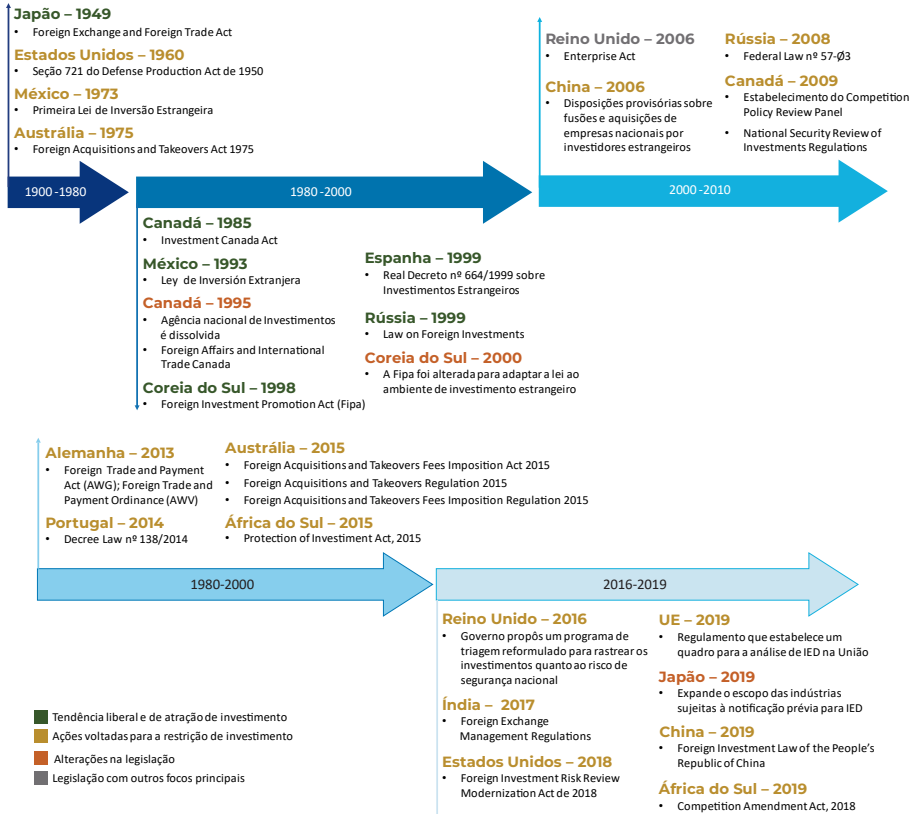 Japão – 1949
• Foreign Exchange and Foreign Trade Act
Estados Unidos – 1960
• Seção 721 do Defense Production Act de 1950
México – 1973
• Primeira Lei de Inversão Estrangeira
Austrália – 1975
• Foreign Acquisitions and Takeovers Act 1975
1900 -1980
1980 -2000
Reino Unido – 2006
• Enterprise Act
China – 2006
• Disposições provisórias sobre
fusões e aquisições de
empresas nacionais por
investidores estrangeiros
Rússia – 2008
• Federal Law nº 57-Ø3
Canadá – 2009
• Estabelecimento do Competition
Policy Review Panel
• National Security Review of
Investments Regulations
2000 -2010
Canadá – 1985
• Investment Canada Act
México – 1993
• Ley de Inversión Extranjera
Canadá – 1995
• Agência nacional de Investimentos
é dissolvida
• Foreign Affairs and International
Trade Canada
Coreia do Sul – 1998
• Foreign Investment Promotion Act (Fipa)
Espanha – 1999
• Real Decreto nº 664/1999 sobre
Investimentos Estrangeiros
Rússia – 1999
• Law on Foreign Investments
Coreia do Sul – 2000
• A Fipa foi alterada para adaptar a lei ao
ambiente de investimento estrangeiro
Alemanha – 2013
• Foreign Trade and Payment
Act (AWG); Foreign Trade and
Payment Ordinance (AWV)
Portugal – 2014
• Decree Law nº 138/2014
Austrália – 2015
• Foreign Acquisitions and Takeovers Fees Imposition Act 2015
• Foreign Acquisitions and Takeovers Regulation 2015
• Foreign Acquisitions and Takeovers Fees Imposition Regulation 2015
África do Sul – 2015
• Protection of Investiment Act, 2015
1980-2000
2016-2019
Reino Unido – 2016
• Governo propôs um programa de
triagem reformulado para rastrear os
investimentos quanto ao risco de
segurança nacional
Índia – 2017
• Foreign Exchange
Management Regulations
Estados Unidos – 2018
• Foreign Investment Risk Review
Modernization Act de 2018
UE – 2019
• Regulamento que estabelece um
quadro para a análise de IED na União
Japão – 2019
• Expande o escopo das indústrias
sujeitas à notificação prévia para IED
China – 2019
• Foreign Investment Law of the People's
Republic of China
África do Sul – 2019
• Competition Amendment Act, 2018
Tendência liberal e de atração de investimento
Ações voltadas para a restrição de investimento
Alterações na legislação
Legislação com outros focos principais